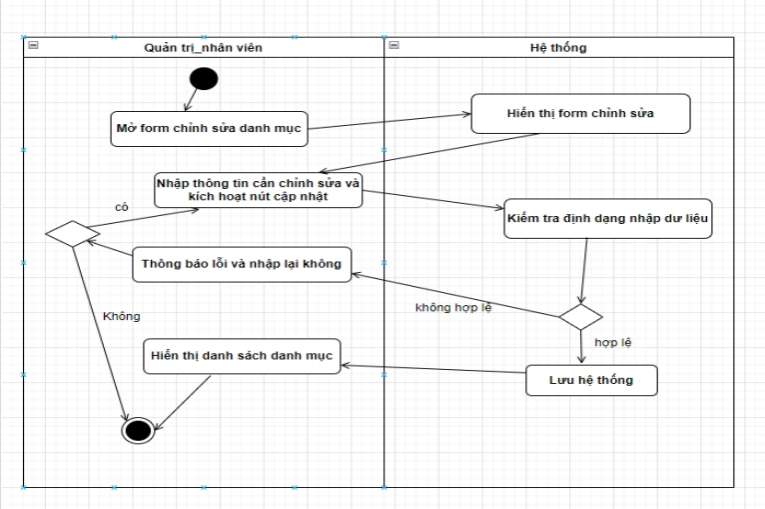 Quản trị_nhân viên
Hệ thống
Mở form chỉnh sửa danh mục
Hiển thị form chỉnh sửa
Nhập thông tin cần chỉnh sửa và
kích hoạt nút cập nhật
có
Kiểm tra định dạng nhập dư liệu
Thông báo lỗi và nhập lại không
không hợp lệ
Không
hợp lệ
Hiển thị danh sách danh mục
Lưu hệ thống